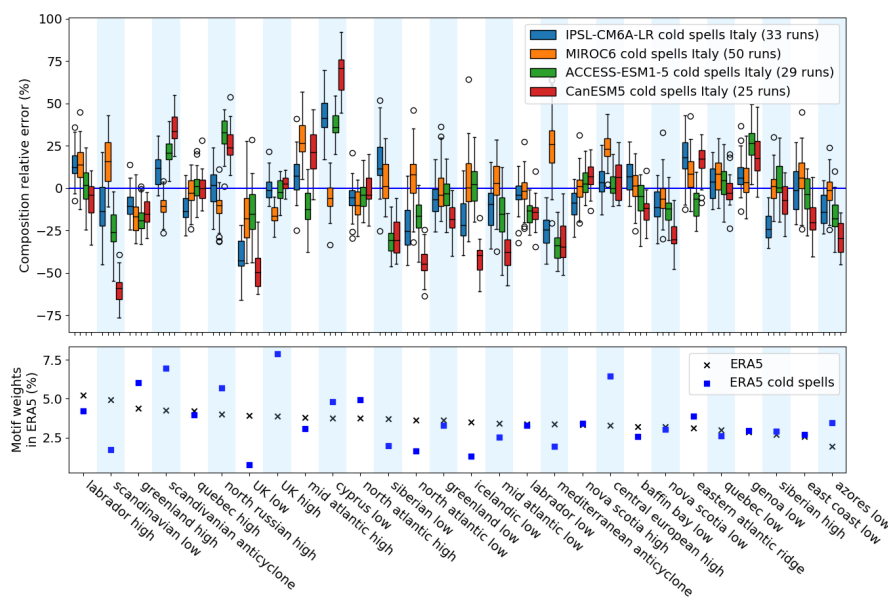 100
75
50
25
0
−25
−50
−75
Composition relative error (%)
IPSL-CM6A-LR cold spells Italy (33 runs)
MIROC6 cold spells Italy (50 runs)
ACCESS-ESM1-5 cold spells Italy (29 runs)
CanESM5 cold spells Italy (25 runs)
7.5
5.0
2.5
Motif weights
in ERA5 (%)
ERA5
ERA5 cold spells
labrador high
scandinavian low
greenland high
scandivanian anticyclone
quebec high
north russian high
UK low
UK high
mid atlantic high
cyprus low
north atlantic high
siberian low
north atlantic low
greenland low
icelandic low
mid atlantic low
labrador low
mediterranean anticyclone
nova scotia high
central european high
baffin bay low
nova scotia low
eastern atlantic ridge
quebec low
genoa low
siberian high
east coast low
azores low